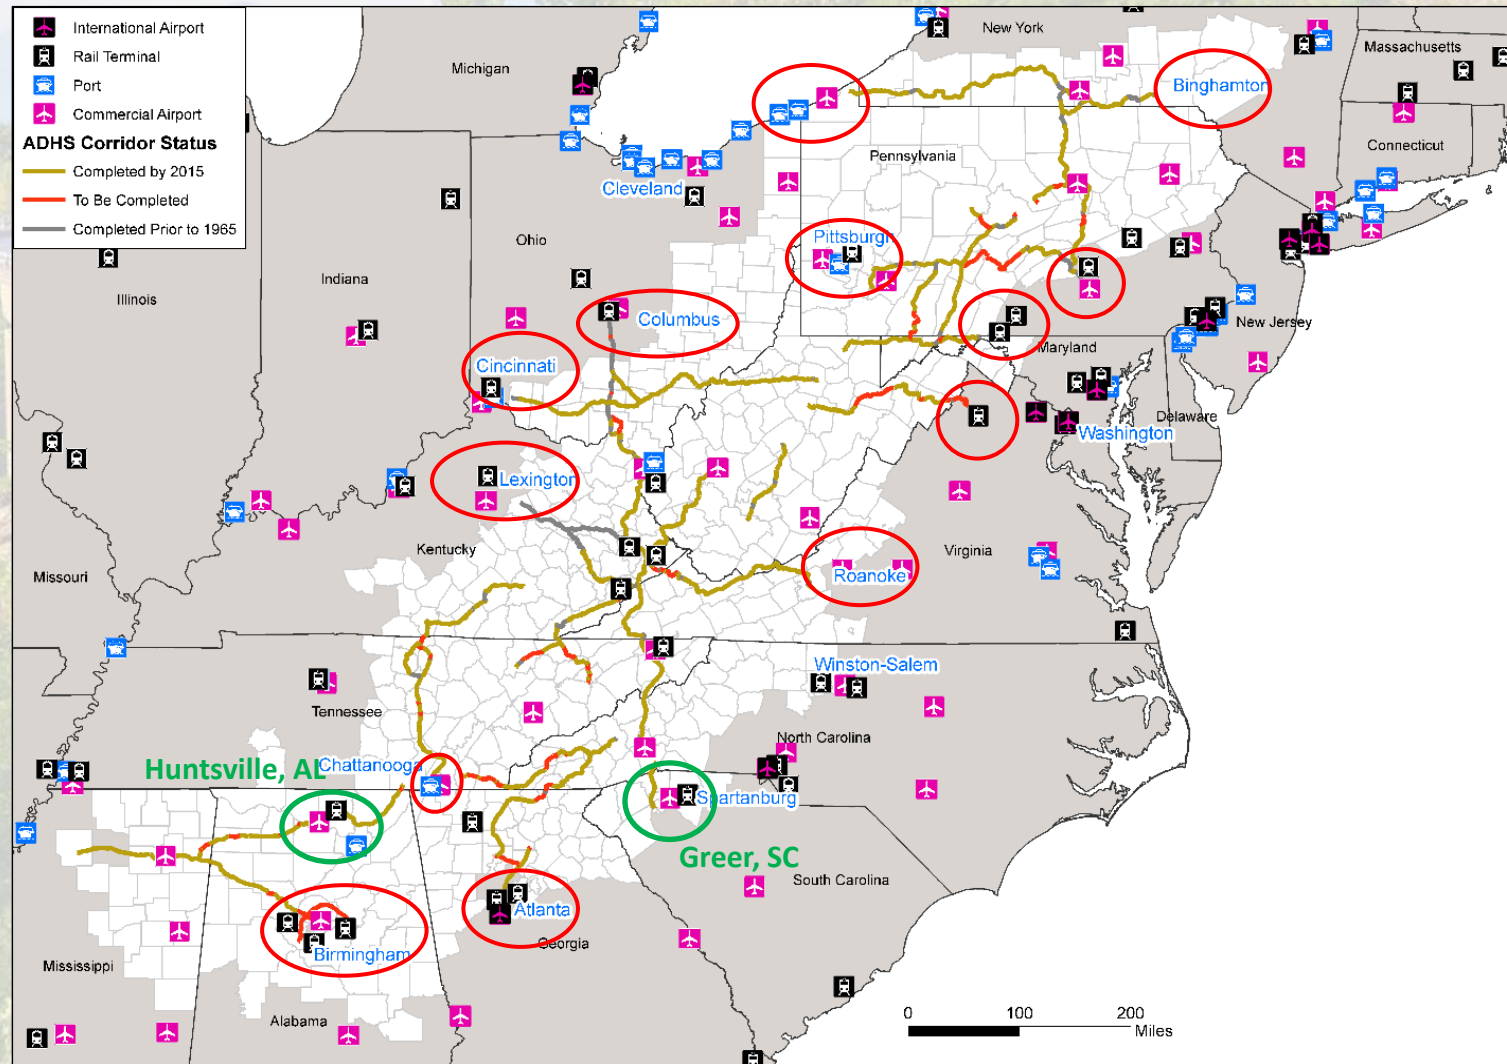 International Airport
Rail Terminal
Port
Commercial Airport
ADHS Corridor Status
Completed by 2015
To Be Completed
Completed Prior to 1965
New York
Massachusetts
Michigan
Binghamton
Connecticut
Pennsylvania
Cleveland
Ohio
Pittsburgh
Indiana
Illinois
Columbus
New Jersey
Maryland
Cincinnati
Delaware
Washington
Lexington
Kentucky
Virginia
Missouri
Roanoke
Winston-Salem
Tennessee
North Carolina
Chattanooga
Huntsville, AL
Spartanburg
Greer, SC
South Carolina
Atlanta
Georgia
Birmingham
Mississippi
Alabama
0 100 200
Miles